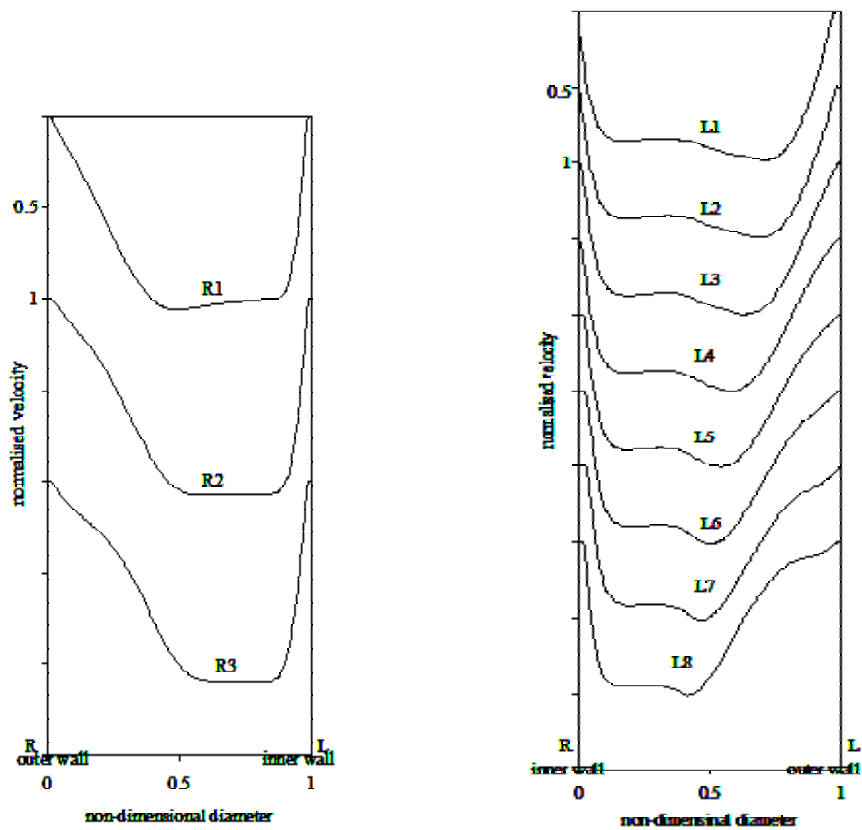 0.5
R1
1
normalised velocity
R2
R3
R L
outer wall inner wall
0 0.5 1
non-dimensional diameter
0.5
L1
1
L2
L3
normalised velocity
L4
L5
L6
L7
L8
R L
inner wall outer wall
0 0.5 1
non-dimensinal diameter